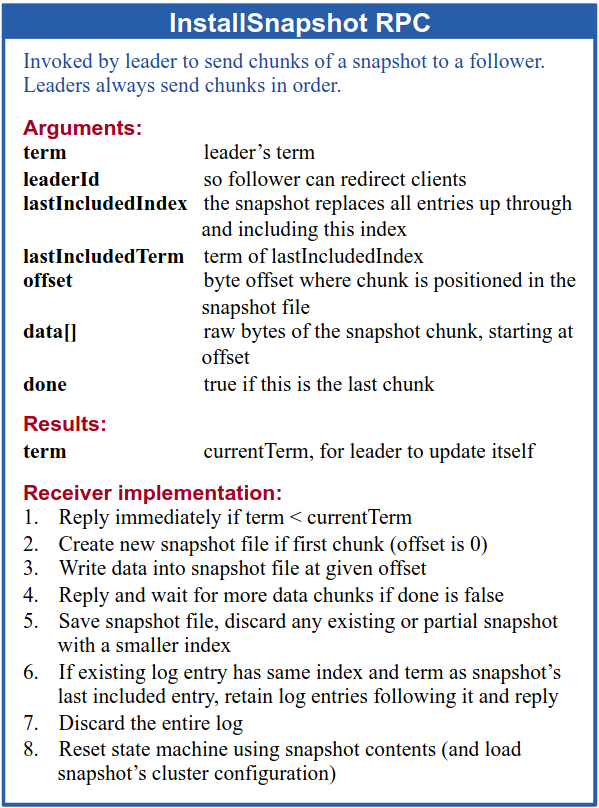 InstallSnapshot RPC
Invoked by leader to send chunks of a snapshot to a follower.
Leaders always send chunks in order.
Arguments:
term leader’s term
leaderId so follower can redirect clients
lastIncludedIndex the snapshot replaces all entries up through
and including this index
lastIncludedTerm term of lastIncludedIndex
offset byte offset where chunk is positioned in the
snapshot file
data[] raw bytes of the snapshot chunk, starting at
offset
done true if this is the last chunk
Results:
term currentTerm, for leader to update itself
Receiver implementation:
1. Reply immediately if term < currentTerm
2. Create new snapshot file if first chunk (offset is 0)
3. Write data into snapshot file at given offset
4. Reply and wait for more data chunks if done is false
5. Save snapshot file, discard any existing or partial snapshot
with a smaller index
6. If existing log entry has same index and term as snapshot’s
last included entry, retain log entries following it and reply
7. Discard the entire log
8. Reset state machine using snapshot contents (and load
snapshot’s cluster configuration)